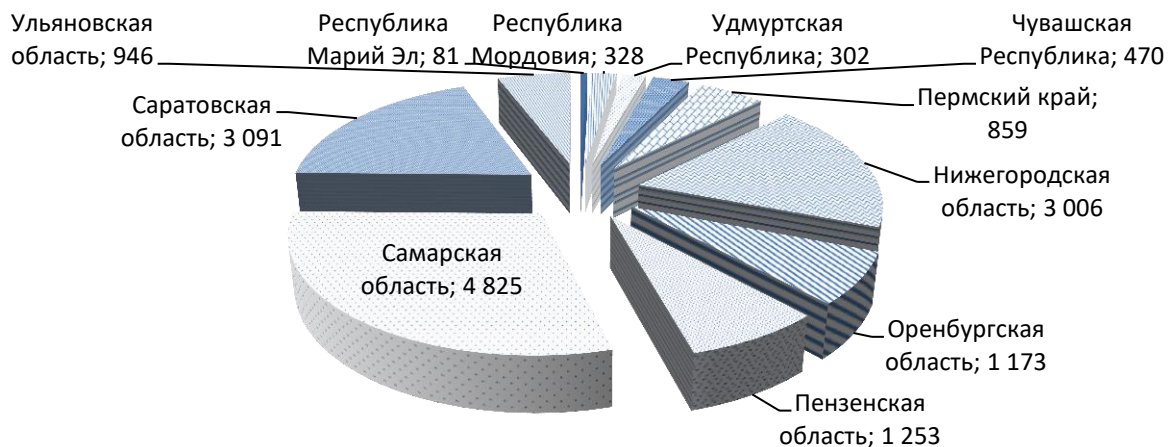 Ульяновская
область; 946
Республика
Марий Эл; 81
Республика
Мордовия; 328
Удмуртская
Республика; 302
Чувашская
Республика; 470
Пермский край;
859
Нижегородская
область; 3 006
Оренбургская
область; 1 173
Пензенская
область; 1 253
Самарская
область; 4 825
Саратовская
область; 3 091